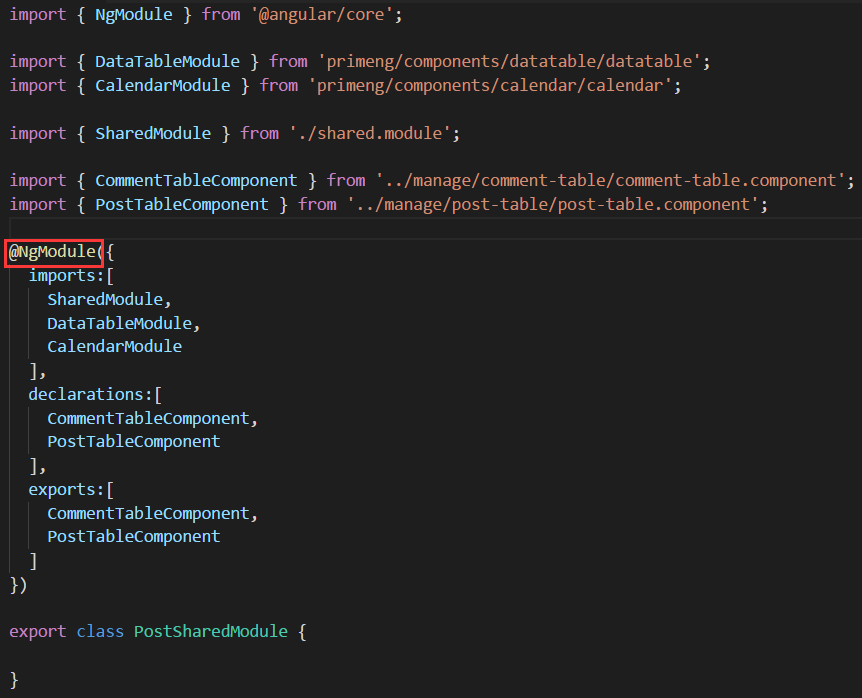 import { NgModule } from '@angular/core';
import { DataTableModule } from 'primeng/components/datatable/datatable';
import { CalendarModule } from 'primeng/components/calendar/calendar';
import { SharedModule } from './shared.module';
import { CommentTableComponent } from '../manage/comment-table/comment-table.component';
import { PostTableComponent } from '../manage/post-table/post-table.component';
@NgModule({
imports:[
SharedModule,
DataTableModule,
CalendarModule
],
declarations:[
CommentTableComponent,
PostTableComponent
],
exports:[
CommentTableComponent,
PostTableComponent
]
})
export class PostSharedModule {
}